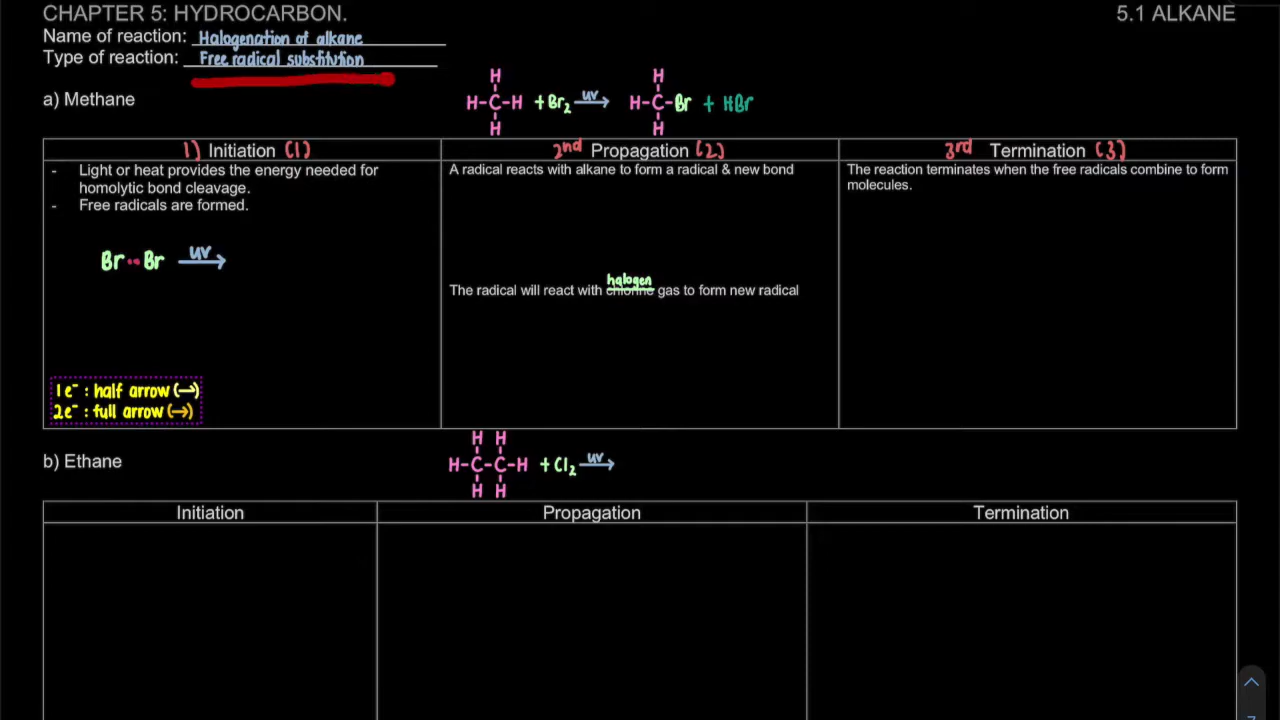 CHAPTER 5: HYDROCARBON.
5.1 ALKANE
Name of reaction: Halogenation of alkane
Type of reaction: Free radical substitution
a) Methane
H
H-C-H + Br2 uv →
H
H
H-C-Br + HBr
H
1) Initiation (1)
2nd Propagation (2)
3rd Termination (3)
- Light or heat provides the energy needed for
homolytic bond cleavage.
- Free radicals are formed.
Br ·· Br uv →
1e⁻ : half arrow (⇀)
2e⁻ : full arrow (→)
A radical reacts with alkane to form a radical & new bond
halogen
The radical will react with chlorine gas to form new radical
The reaction terminates when the free radicals combine to form
molecules.
b) Ethane
H H
H-C-C-H + Cl2 uv →
H H
Initiation
Propagation
Termination